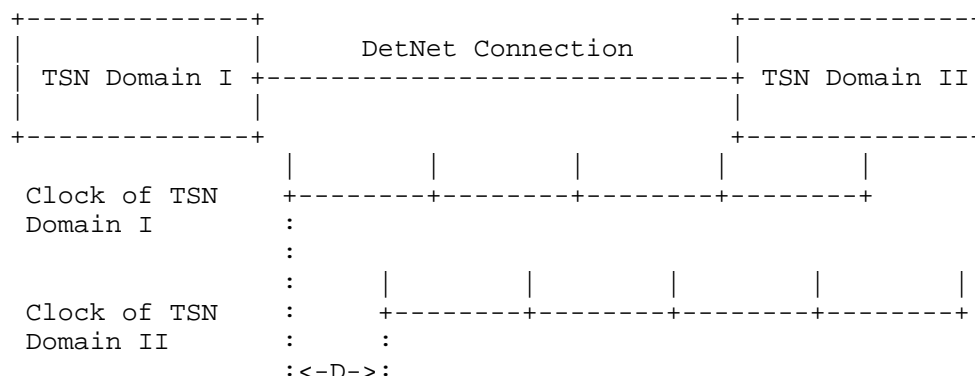 DetNet Connection
TSN Domain I
TSN Domain II
Clock of TSN
Domain I
Clock of TSN
Domain II
:<-D->: